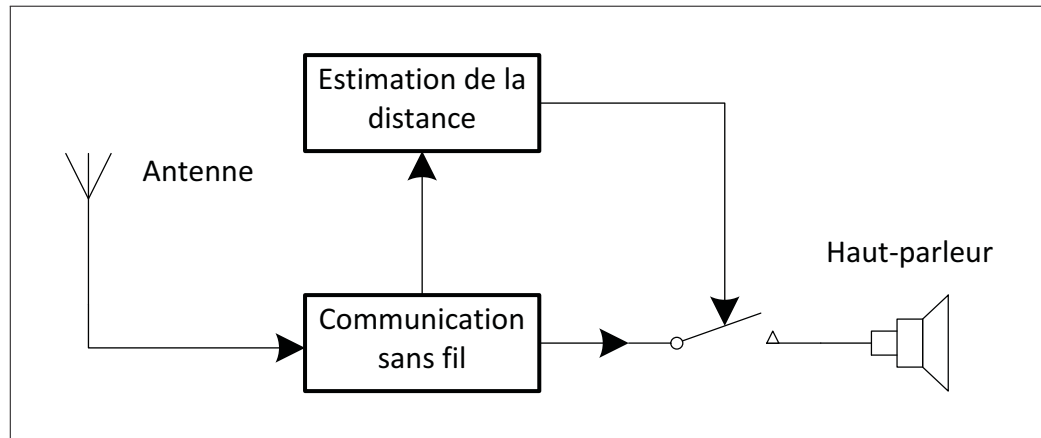 Estimation de la
distance
Antenne
Haut-parleur
Communication
sans fil